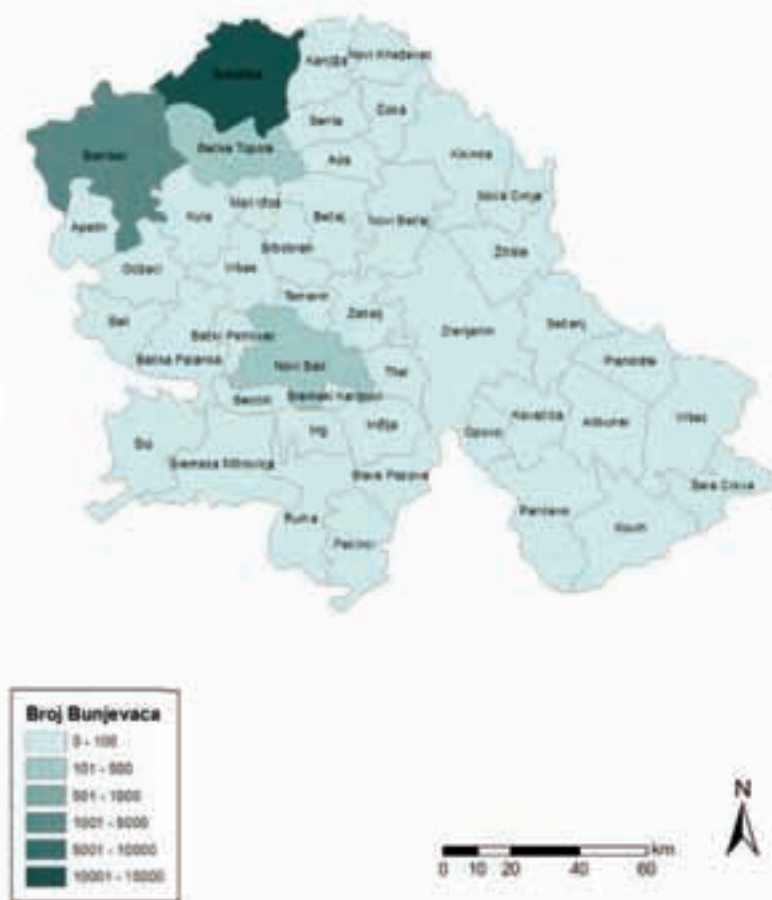 Subotica
Kanjiža
Novi Kneževac
Senta
Čoka
Sombor
Bačka Topola
Ada
Kikinda
Nova Crnja
Apatin
Kula
Mali Iđoš
Bečej
Novi Bečej
Srbobran
Žitište
Odžaci
Vrbas
Temerin
Žabalj
Zrenjanin
Sečanj
Bač
Bački Petrovac
Bačka Palanka
Novi Sad
Titel
Plandište
Beočin
Sremski Karlovci
Šid
Irig
Inđija
Opovo
Kovačica
Alibunar
Vršac
Sremska Mitrovica
Stara Pazova
Bela Crkva
Ruma
Pećinci
Pančevo
Kovin
Broj Bunjevaca
0 - 100
101 - 500
501 - 1000
1001 - 5000
5001 - 10000
10001 - 15000
N
km
0 10 20 40 60